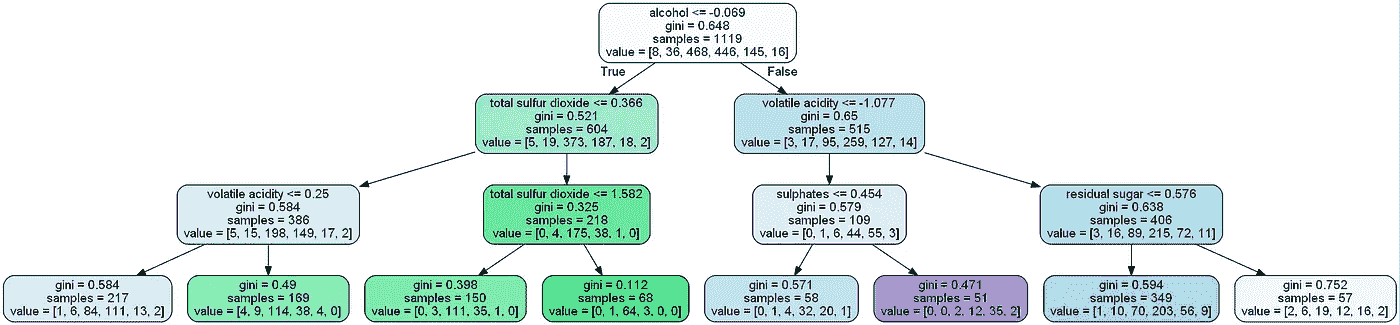 alcohol <= -0.069
gini = 0.648
samples = 1119
value = [8, 36, 468, 446, 145, 16]
True
False
total sulfur dioxide <= 0.366
gini = 0.521
samples = 604
value = [5, 19, 373, 187, 18, 2]
volatile acidity <= -1.077
gini = 0.65
samples = 515
value = [3, 17, 95, 259, 127, 14]
volatile acidity <= 0.25
gini = 0.584
samples = 386
value = [5, 15, 198, 149, 17, 2]
total sulfur dioxide <= 1.582
gini = 0.325
samples = 218
value = [0, 4, 175, 38, 1, 0]
sulphates <= 0.454
gini = 0.579
samples = 109
value = [0, 1, 6, 44, 55, 3]
residual sugar <= 0.576
gini = 0.638
samples = 406
value = [3, 16, 89, 215, 72, 11]
gini = 0.584
samples = 217
value = [1, 6, 84, 111, 13, 2]
gini = 0.49
samples = 169
value = [4, 9, 114, 38, 4, 0]
gini = 0.398
samples = 150
value = [0, 3, 111, 35, 1, 0]
gini = 0.112
samples = 68
value = [0, 1, 64, 3, 0, 0]
gini = 0.571
samples = 58
value = [0, 1, 4, 32, 20, 1]
gini = 0.471
samples = 51
value = [0, 0, 2, 12, 35, 2]
gini = 0.594
samples = 349
value = [1, 10, 70, 203, 56, 9]
gini = 0.752
samples = 57
value = [2, 6, 19, 12, 16, 2]